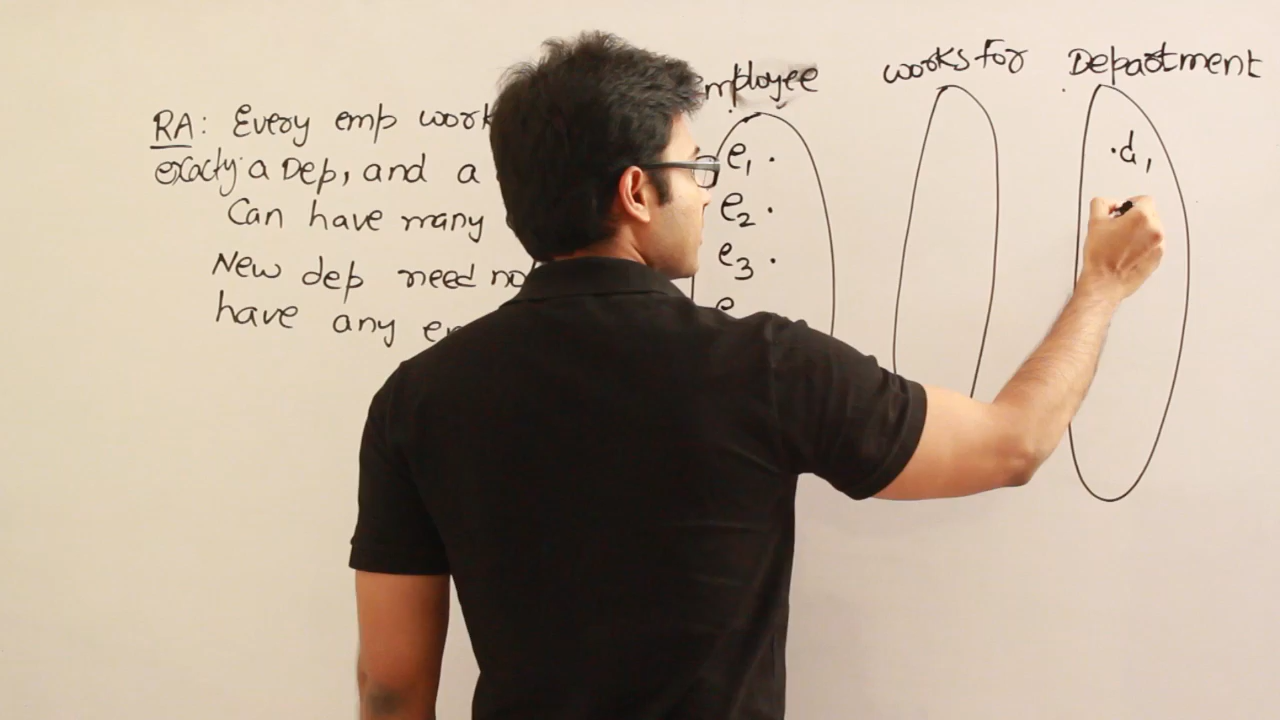 RA: Every emp work
exactly a Dep, and a
Can have many
New dep need no
have any e
mployee
e1 .
e2 .
e3 .
e
works for
Department
.d1